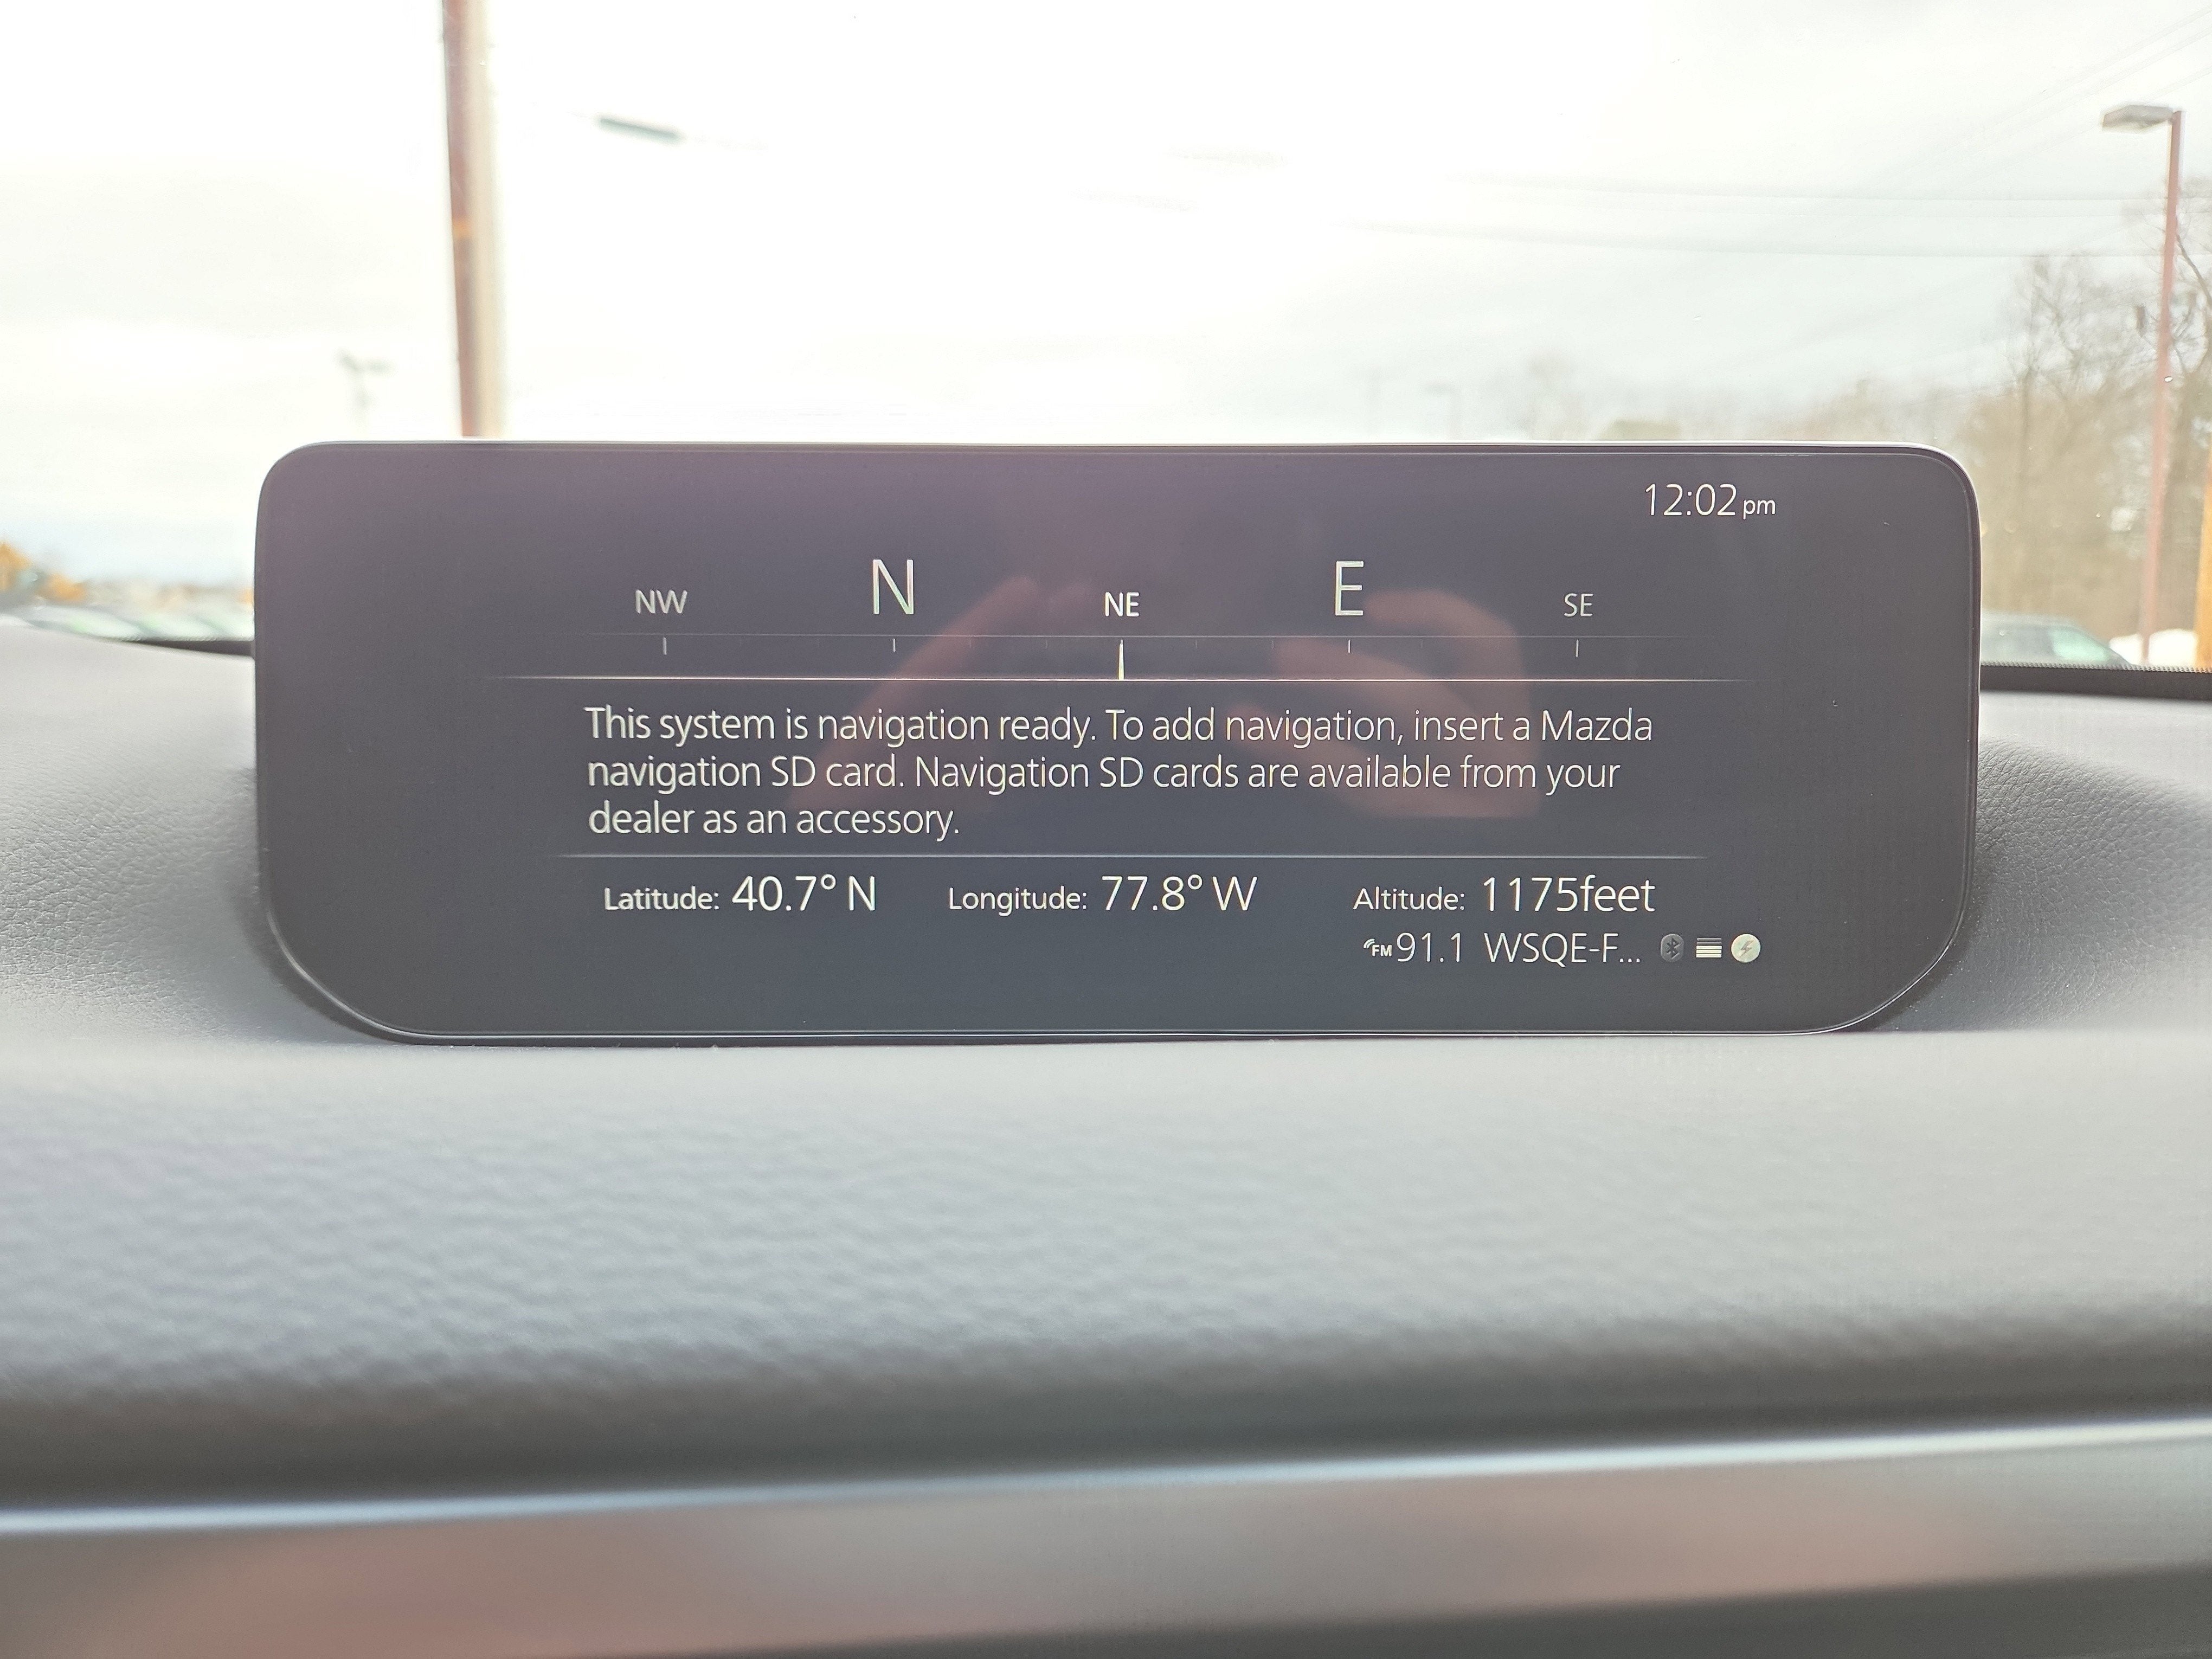 12:02 pm
NW N NE E SE
This system is navigation ready. To add navigation, insert a Mazda
navigation SD card. Navigation SD cards are available from your
dealer as an accessory.
Latitude: 40.7° N Longitude: 77.8° W Altitude: 1175feet
FM 91.1 WSQE-F...